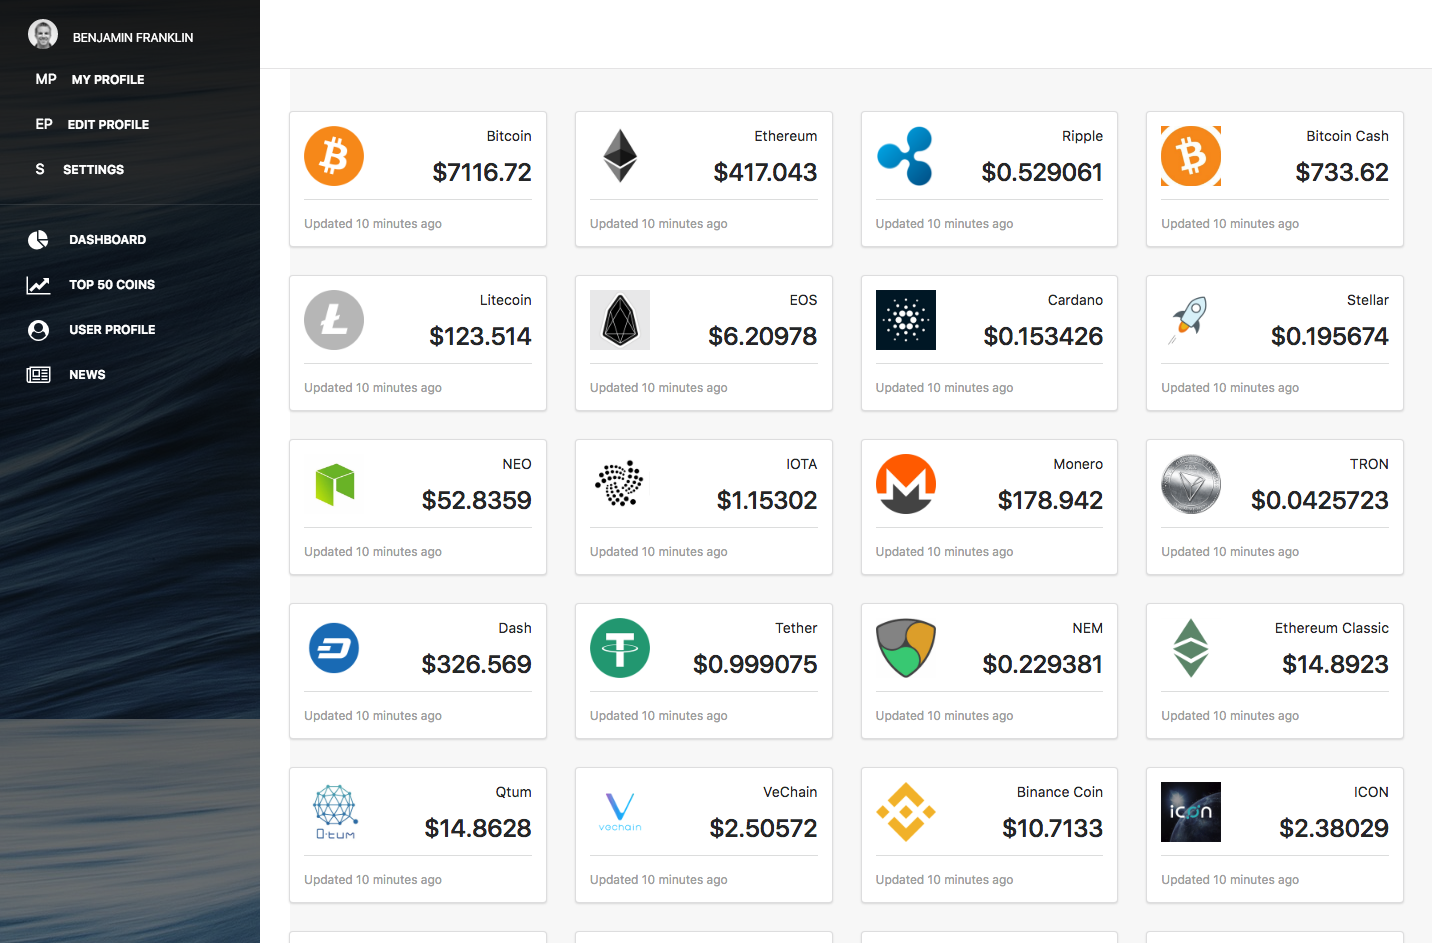 BENJAMIN FRANKLIN
MP MY PROFILE
EP EDIT PROFILE
S SETTINGS
DASHBOARD
TOP 50 COINS
USER PROFILE
NEWS
Bitcoin
$7116.72
Updated 10 minutes ago
Ethereum
$417.043
Updated 10 minutes ago
Ripple
$0.529061
Updated 10 minutes ago
Bitcoin Cash
$733.62
Updated 10 minutes ago
Litecoin
$123.514
Updated 10 minutes ago
EOS
$6.20978
Updated 10 minutes ago
Cardano
$0.153426
Updated 10 minutes ago
Stellar
$0.195674
Updated 10 minutes ago
NEO
$52.8359
Updated 10 minutes ago
IOTA
$1.15302
Updated 10 minutes ago
Monero
$178.942
Updated 10 minutes ago
TRON
$0.0425723
Updated 10 minutes ago
Dash
$326.569
Updated 10 minutes ago
Tether
$0.999075
Updated 10 minutes ago
NEM
$0.229381
Updated 10 minutes ago
Ethereum Classic
$14.8923
Updated 10 minutes ago
Qtum
$14.8628
Updated 10 minutes ago
VeChain
vechain
$2.50572
Updated 10 minutes ago
Binance Coin
$10.7133
Updated 10 minutes ago
ICON
icon
$2.38029
Updated 10 minutes ago